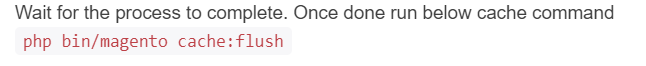 Wait for the process to complete. Once done run below cache command
php bin/magento cache:flush